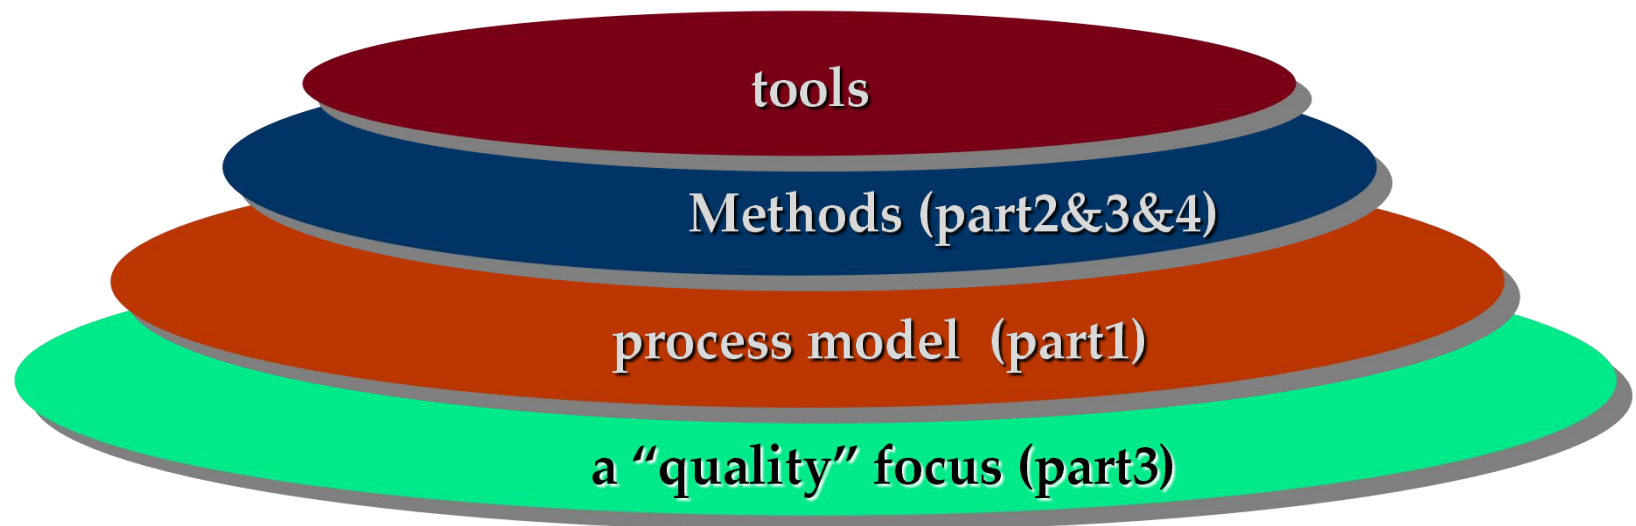 tools
Methods (part2&3&4)
process model (part1)
a “quality” focus (part3)